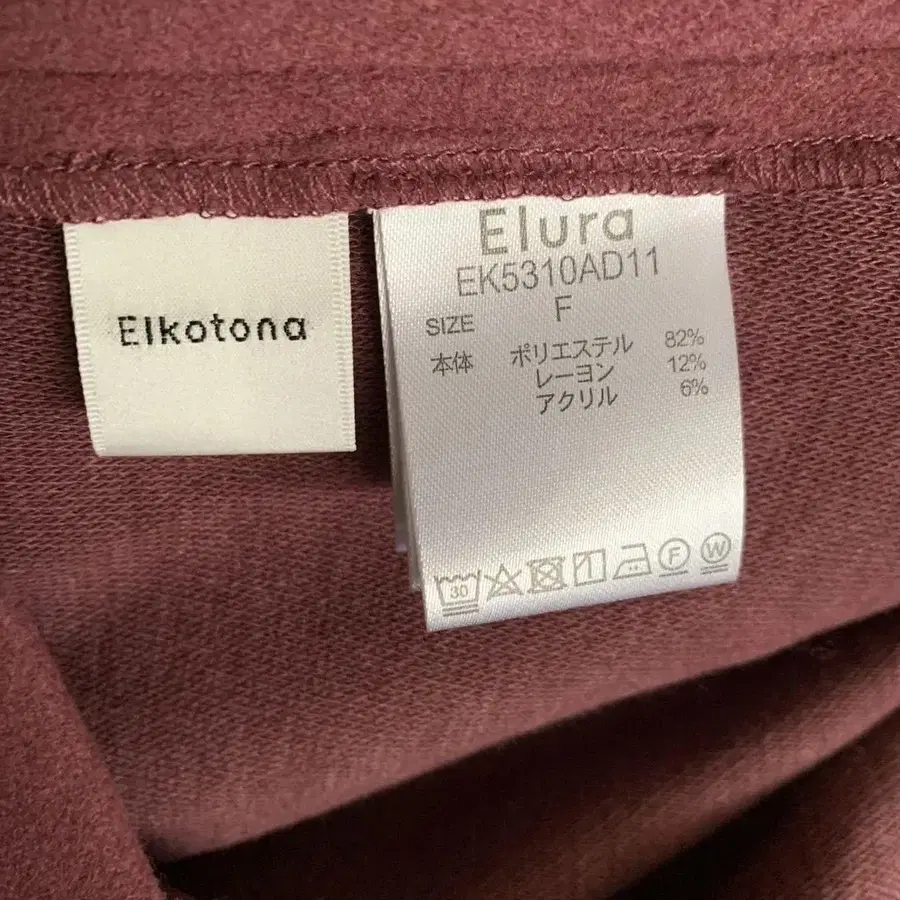 Elkotona
Elura
EK5310AD11
SIZE F
本体 ポリエステル 82%
レーヨン 12%
アクリル 6%
30 F W